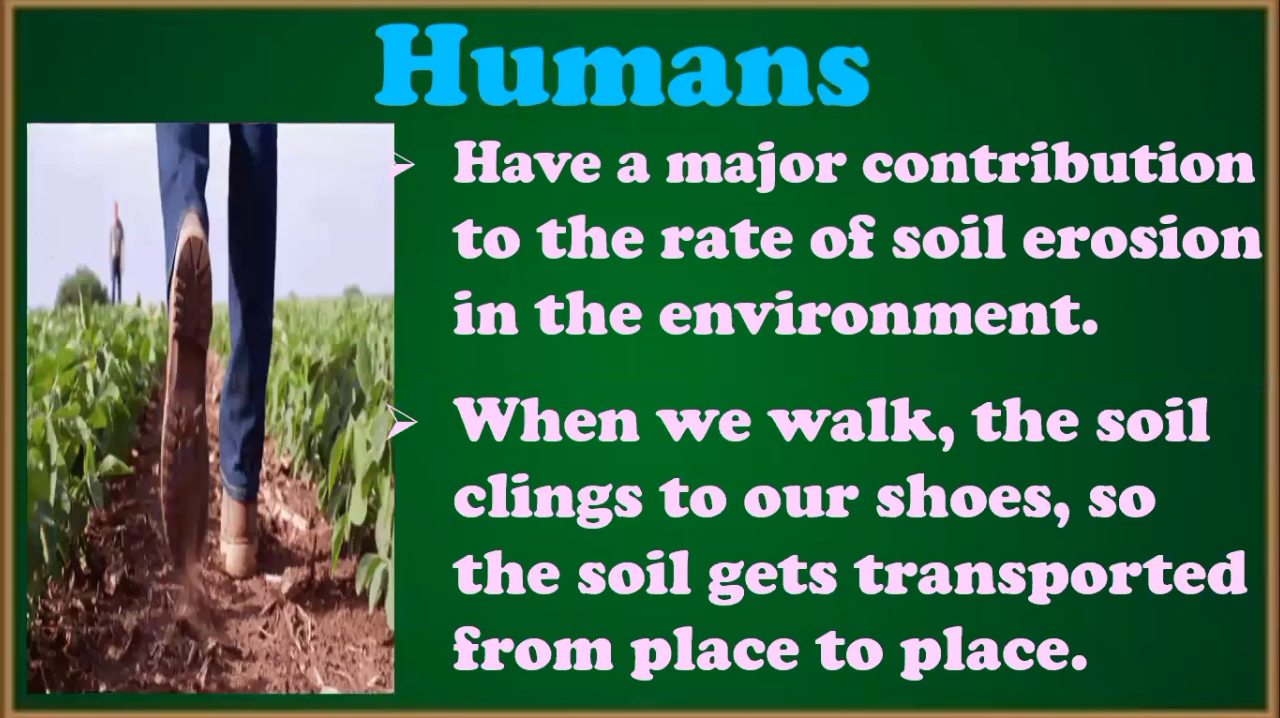 Humans
Have a major contribution
to the rate of soil erosion
in the environment.
When we walk, the soil
clings to our shoes, so
the soil gets transported
from place to place.